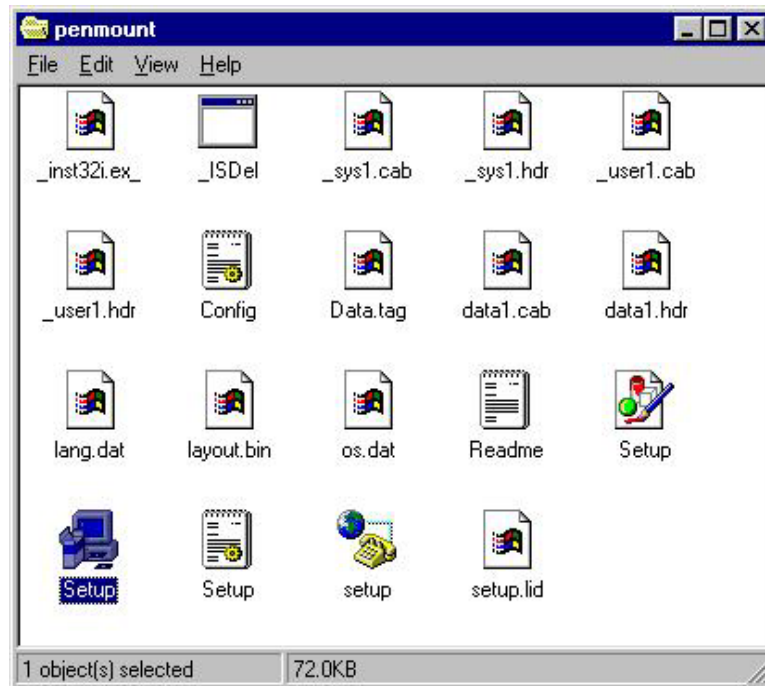 penmount
File Edit View Help
_inst32i.ex_ _ISDel _sys1.cab _sys1.hdr _user1.cab
_user1.hdr Config Data.tag data1.cab data1.hdr
lang.dat layout.bin os.dat Readme Setup
Setup Setup setup setup.lid
1 object(s) selected 72.0KB